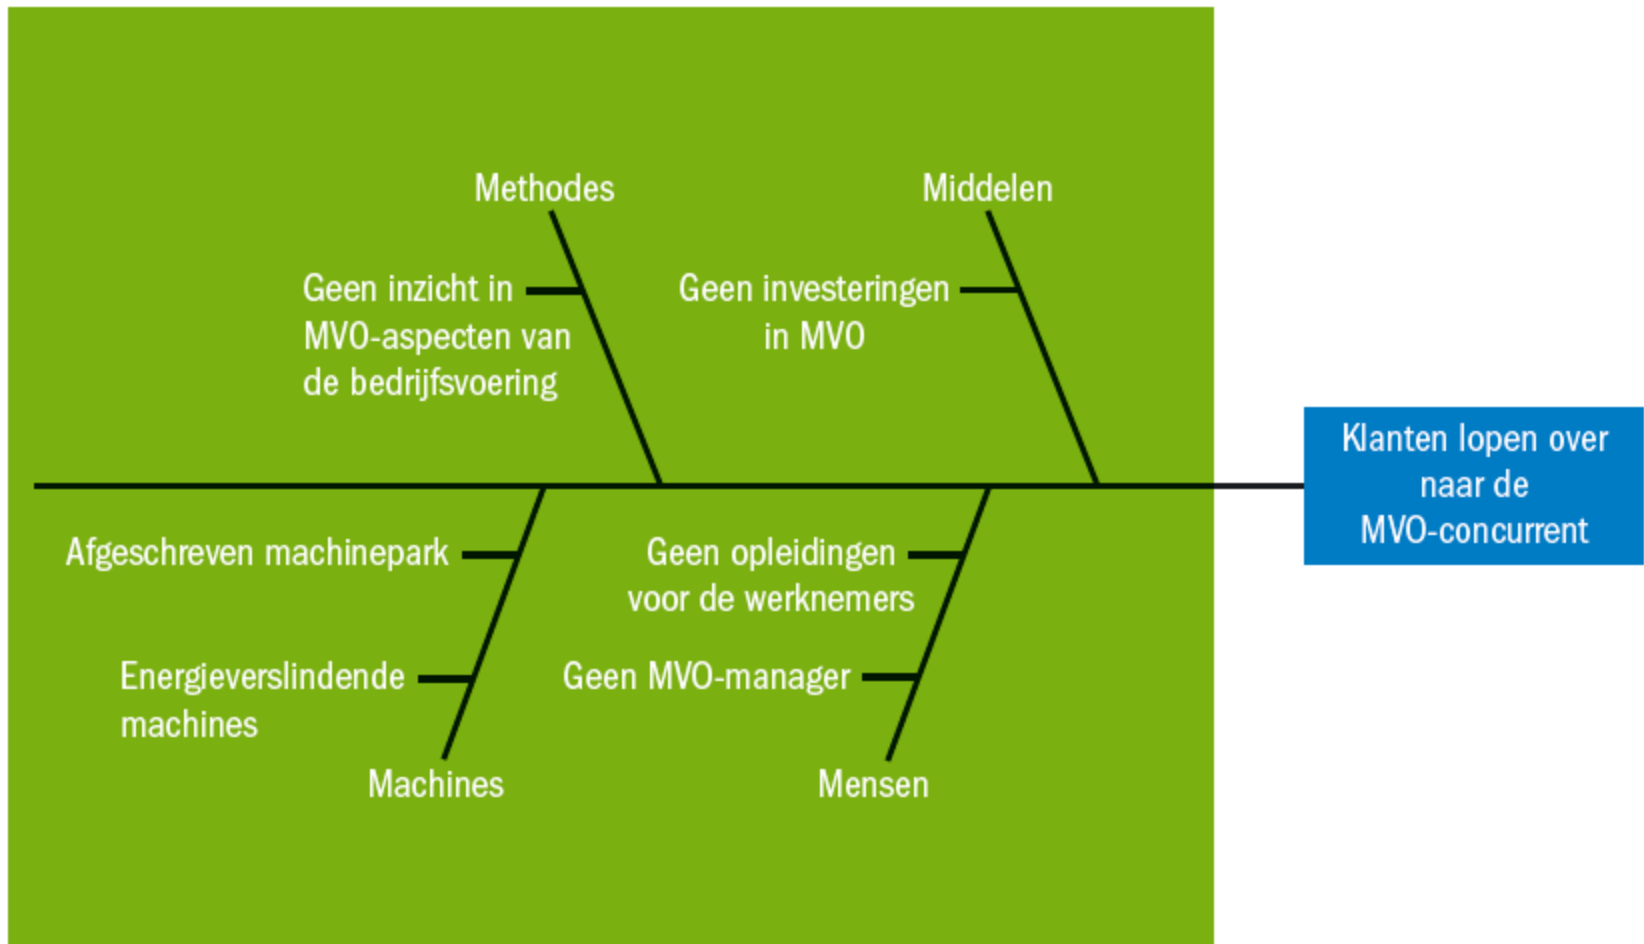 Methodes
Middelen
Geen inzicht in
MVO-aspecten van
de bedrijfsvoering
Geen investeringen
in MVO
Klanten lopen over
naar de
MVO-concurrent
Afgeschreven machinepark
Geen opleidingen
voor de werknemers
Energieverslindende
machines
Geen MVO-manager
Machines
Mensen